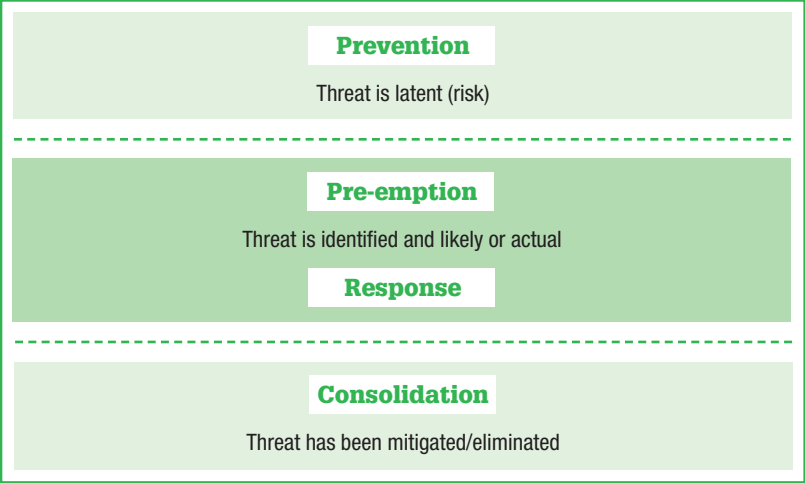 Prevention
Threat is latent (risk)
Pre-emption
Threat is identified and likely or actual
Response
Consolidation
Threat has been mitigated/eliminated